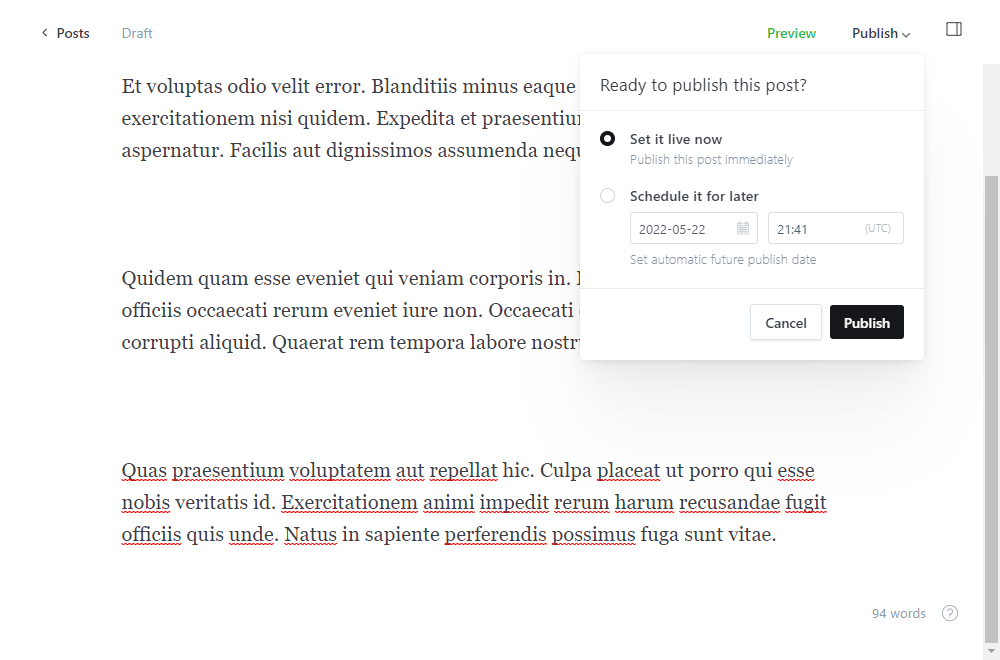 Posts
Draft
Preview
Publish
Et voluptas odio velit error. Blanditiis minus eaque
exercitationem nisi quidem. Expedita et
aspernatur. Facilis aut dignissimos assumenda
Quidem quam esse eveniet qui veniam corporis in.
officiis occaecati rerum eveniet iure non. Occaecati
corrupti aliquid. Quaerat rem tempora labore
Ready to publish this post?
Set it live now
Publish this post immediately
Schedule it for later
2022-05-22
21:41 (UTC)
Set automatic future publish date
Cancel
Publish
Quas praesentium voluptatem aut repellat hic. Culpa placeat ut porro qui esse
nobis veritatis id. Exercitationem animi impedit rerum harum recusandae fugit
officiis quis unde. Natus in sapiente perferendis possimus fuga sunt vitae.
94 words
?